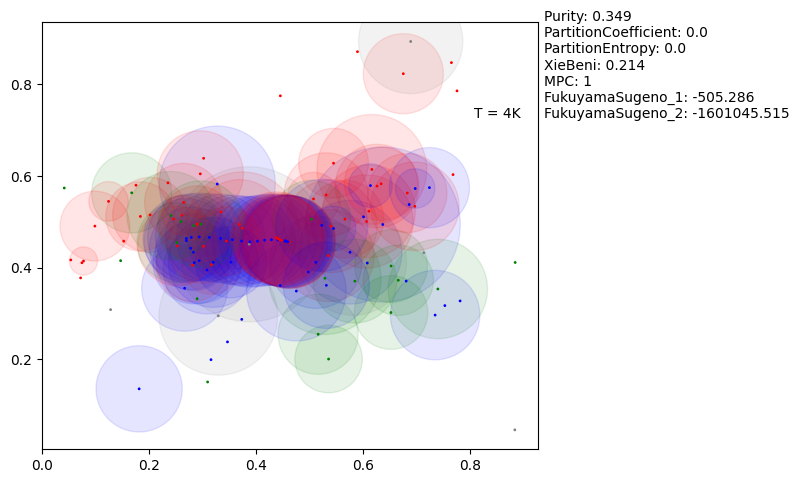 Purity: 0.349
PartitionCoefficient: 0.0
PartitionEntropy: 0.0
XieBeni: 0.214
MPC: 1
FukuyamaSugeno_1: -505.286
FukuyamaSugeno_2: -1601045.515
T = 4K
0.8
0.6
0.4
0.2
0.0 0.2 0.4 0.6 0.8